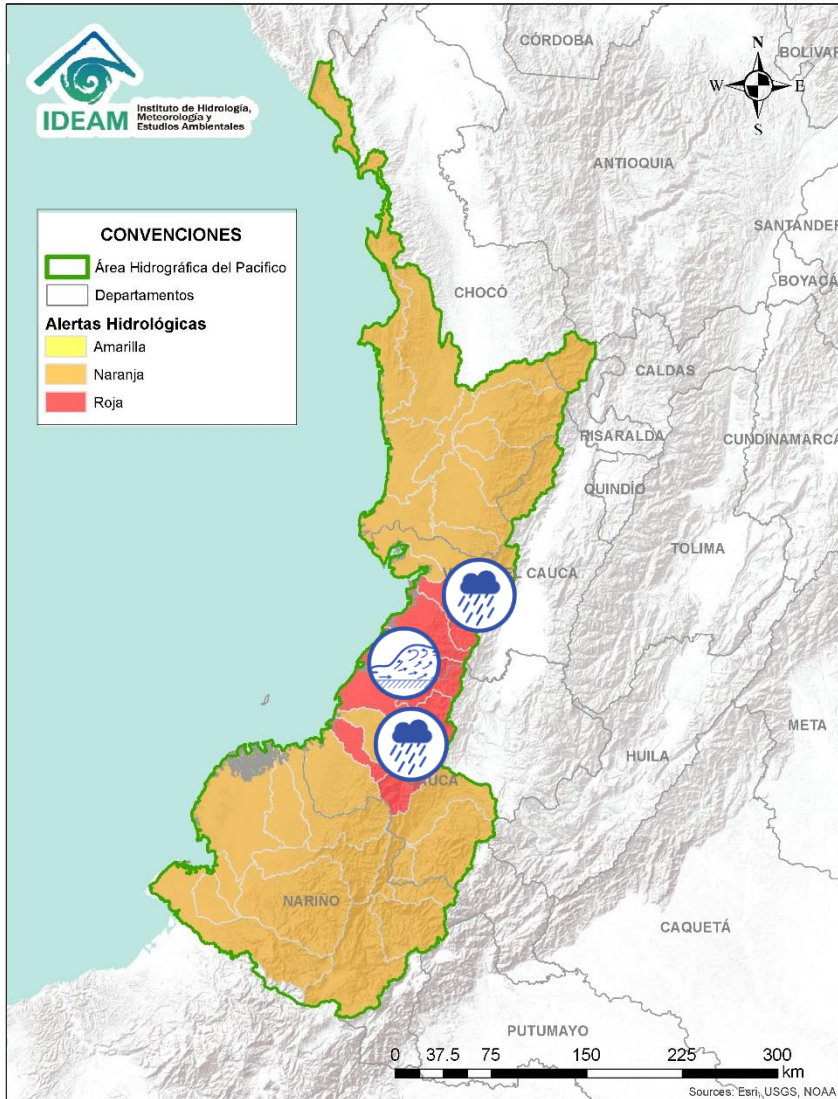 IDEAM
Instituto de Hidrología,
Meteorología y
Estudios Ambientales
CÓRDOBA
BOLÍVAR
N
W
E
S
ANTIOQUIA
SANTANDER
BOYACÁ
CONVENCIONES
Área Hidrográfica del Pacifico
Departamentos
Alertas Hidrológicas
Amarilla
Naranja
Roja
CHOCÓ
CALDAS
RISARALDA
CUNDINAMARCA
QUINDÍO
TOLIMA
EL CAUCA
META
HUILA
AUCA
NARIÑO
CAQUETÁ
PUTUMAYO
0 37.5 75 150 225 300
km
Sources: Esri, USGS, NOAA